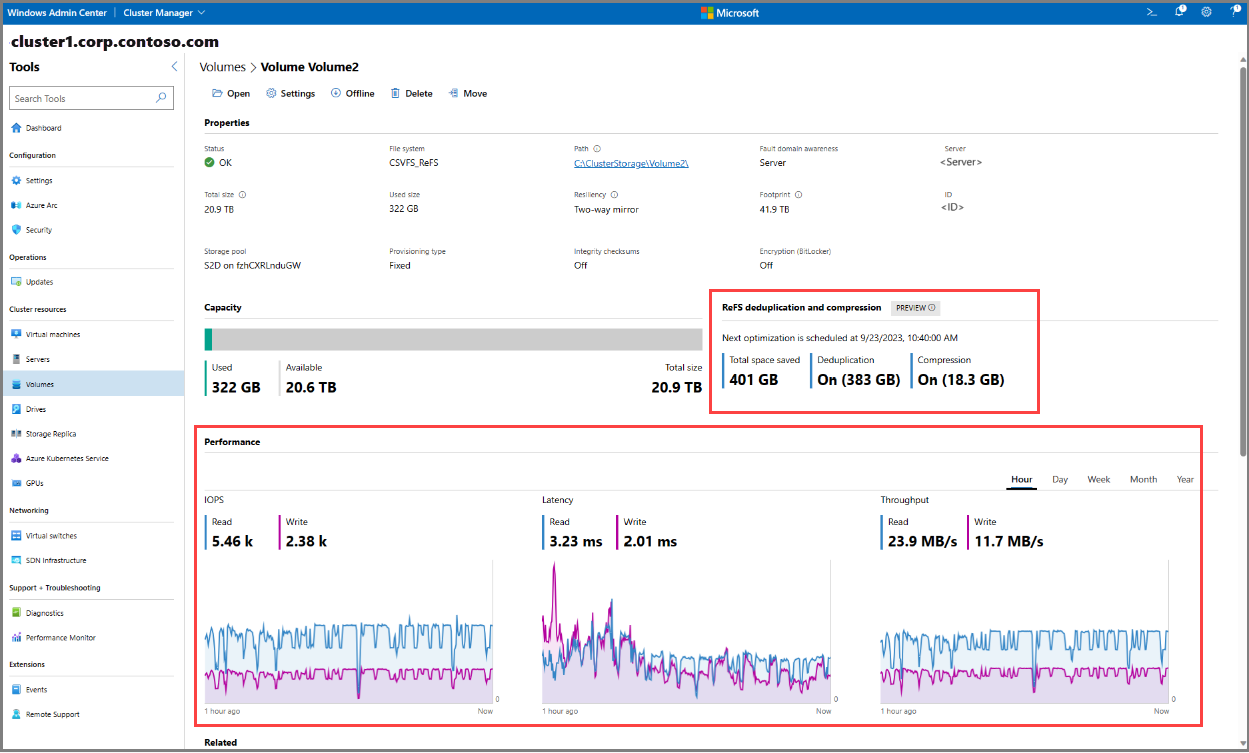 Windows Admin Center | Cluster Manager
Microsoft
1
1
cluster1.corp.contoso.com
Tools
Search Tools
Dashboard
Configuration
Settings
Azure Arc
Security
Operations
Updates
Cluster resources
Virtual machines
Servers
Volumes
Drives
Storage Replica
Azure Kubernetes Service
GPUs
Networking
Virtual switches
SDN Infrastructure
Support + Troubleshooting
Diagnostics
Performance Monitor
Extensions
Events
Remote Support
Volumes > Volume Volume2
Open Settings Offline Delete Move
Properties
Status File system Path Fault domain awareness Server
OK CSVFS_ReFS C:\ClusterStorage\Volume2\ Server <Server>
Total size Used size Resiliency Footprint ID
20.9 TB 322 GB Two-way mirror 41.9 TB <ID>
Storage pool Provisioning type Integrity checksums Encryption (BitLocker)
S2D on fzhCXRLnduGW Fixed Off Off
Capacity
Used Available Total size
322 GB 20.6 TB 20.9 TB
ReFS deduplication and compression PREVIEW
Next optimization is scheduled at 9/23/2023, 10:40:00 AM
Total space saved Deduplication Compression
401 GB On (383 GB) On (18.3 GB)
Performance
Hour Day Week Month Year
IOPS Latency Throughput
Read Write Read Write Read Write
5.46 k 2.38 k 3.23 ms 2.01 ms 23.9 MB/s 11.7 MB/s
0 0 0
1 hour ago Now 1 hour ago Now 1 hour ago Now
Related